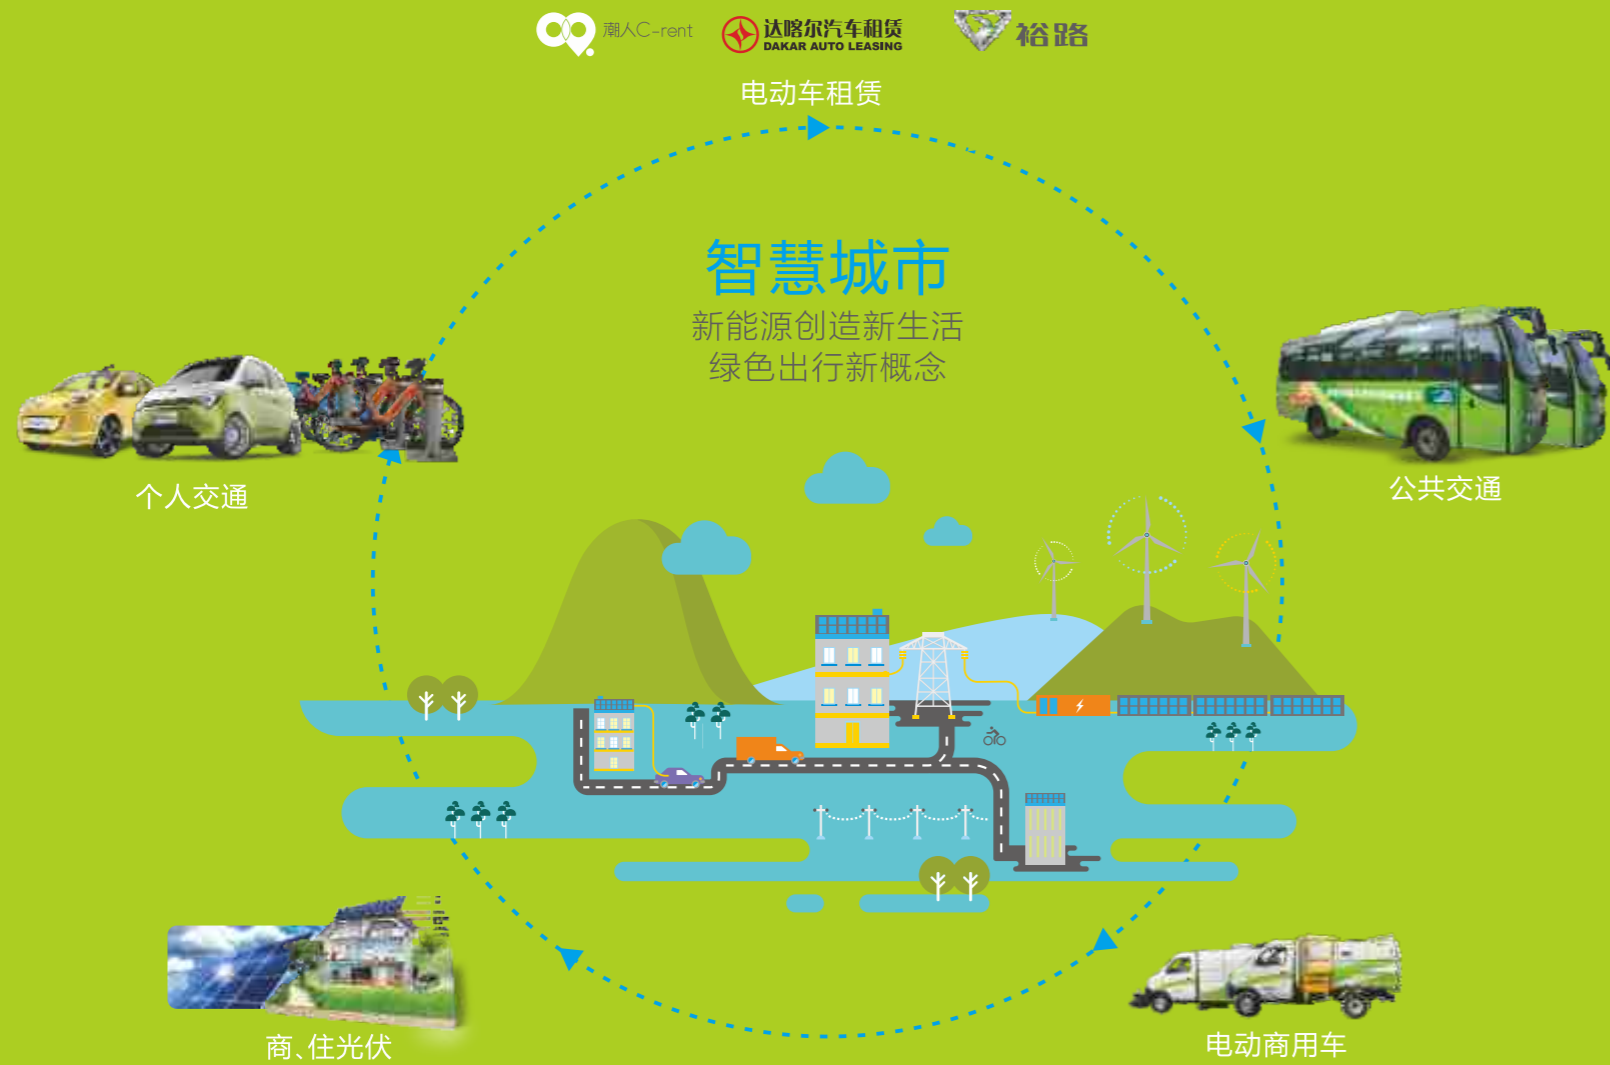 潮人C-rent
达喀尔汽车租赁
DAKAR AUTO LEASING
裕路
电动车租赁
智慧城市
新能源创造新生活
绿色出行新概念
个人交通
公共交通
商、住光伏
电动商用车